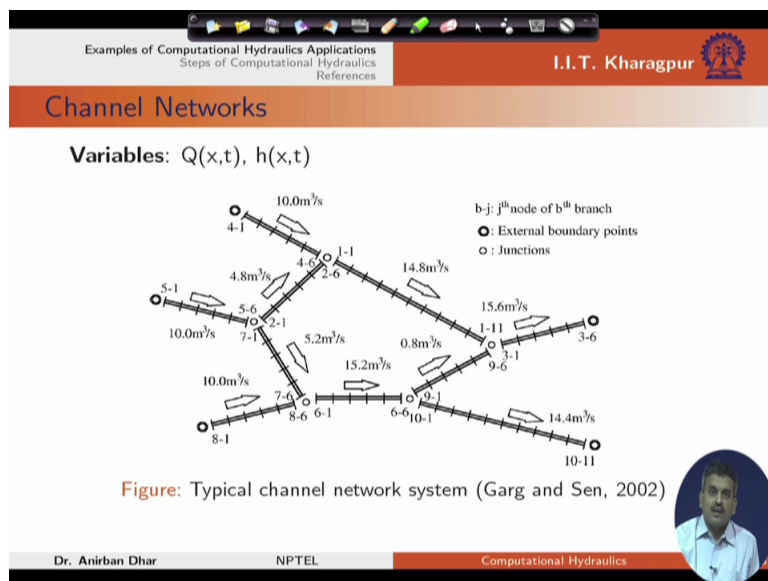 Examples of Computational Hydraulics Applications
Steps of Computational Hydraulics
References
I.I.T. Kharagpur
Channel Networks
Variables: Q(x,t), h(x,t)
10.0m³/s
b-j: jᵗʰ node of bᵗʰ branch
4-1
O: External boundary points
1-1
o : Junctions
4-6
2-6
14.8m³/s
4.8m³/s
5-1
15.6m³/s
5-6
2-1
1-11
10.0m³/s
7-1
5.2m³/s
0.8m³/s
3-1
3-6
15.2m³/s
9-6
10.0m³/s
7-6
9-1
8-6
6-1
6-6
10-1
14.4m³/s
8-1
10-11
Figure: Typical channel network system (Garg and Sen, 2002)
Dr. Anirban Dhar
NPTEL
Computational Hydraulics